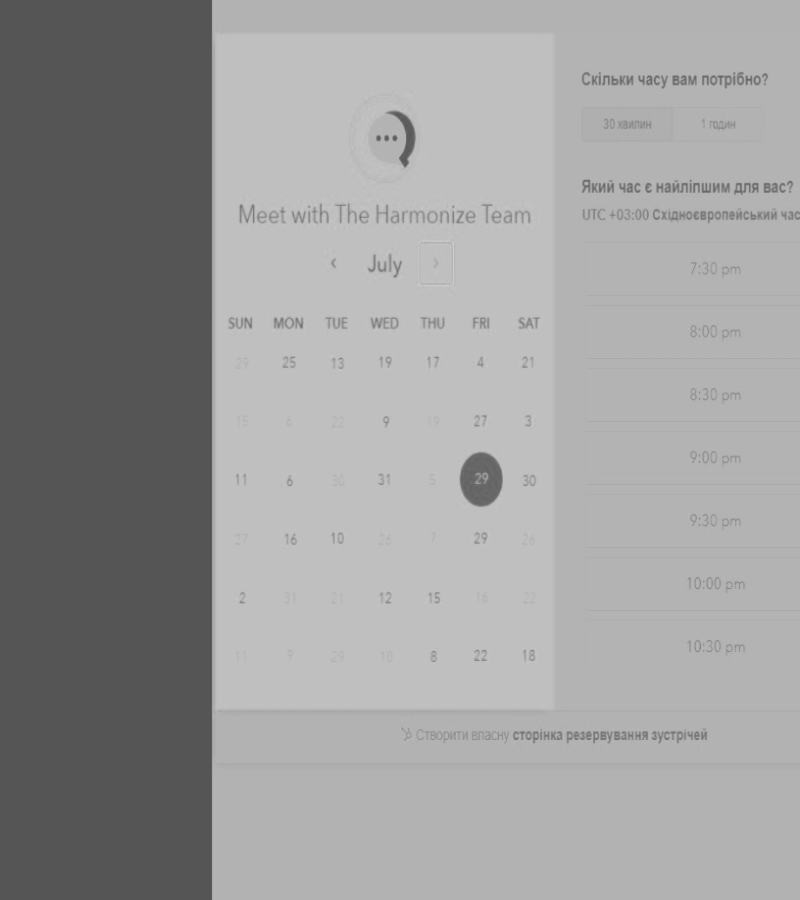 Meet with The Harmonize Team
July
SUN MON TUE WED THU FRI SAT
29 25 13 19 17 4 21
15 6 22 9 19 27 3
11 6 30 31 5 29 30
27 16 10 26 7 29 26
2 31 21 12 15 16 22
11 9 29 10 8 22 18
Скільки часу вам потрібно?
30 хвилин 1 годин
Який час є найліпшим для вас?
UTC +03:00 Східноєвропейський час
7:30 pm
8:00 pm
8:30 pm
9:00 pm
9:30 pm
10:00 pm
10:30 pm
Створити власну сторінка резервування зустрічей